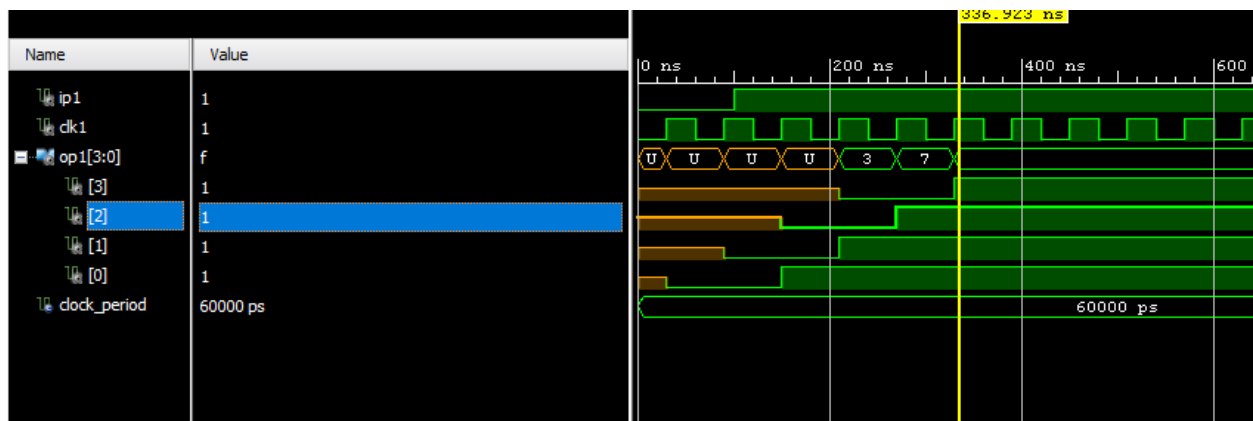 336.923 ns
Name Value
0 ns 200 ns 400 ns 600
ip1 1
clk1 1
op1[3:0] f U U U U 3 7
[3] 1
[2] 1
[1] 1
[0] 1
clock_period 60000 ps 60000 ps